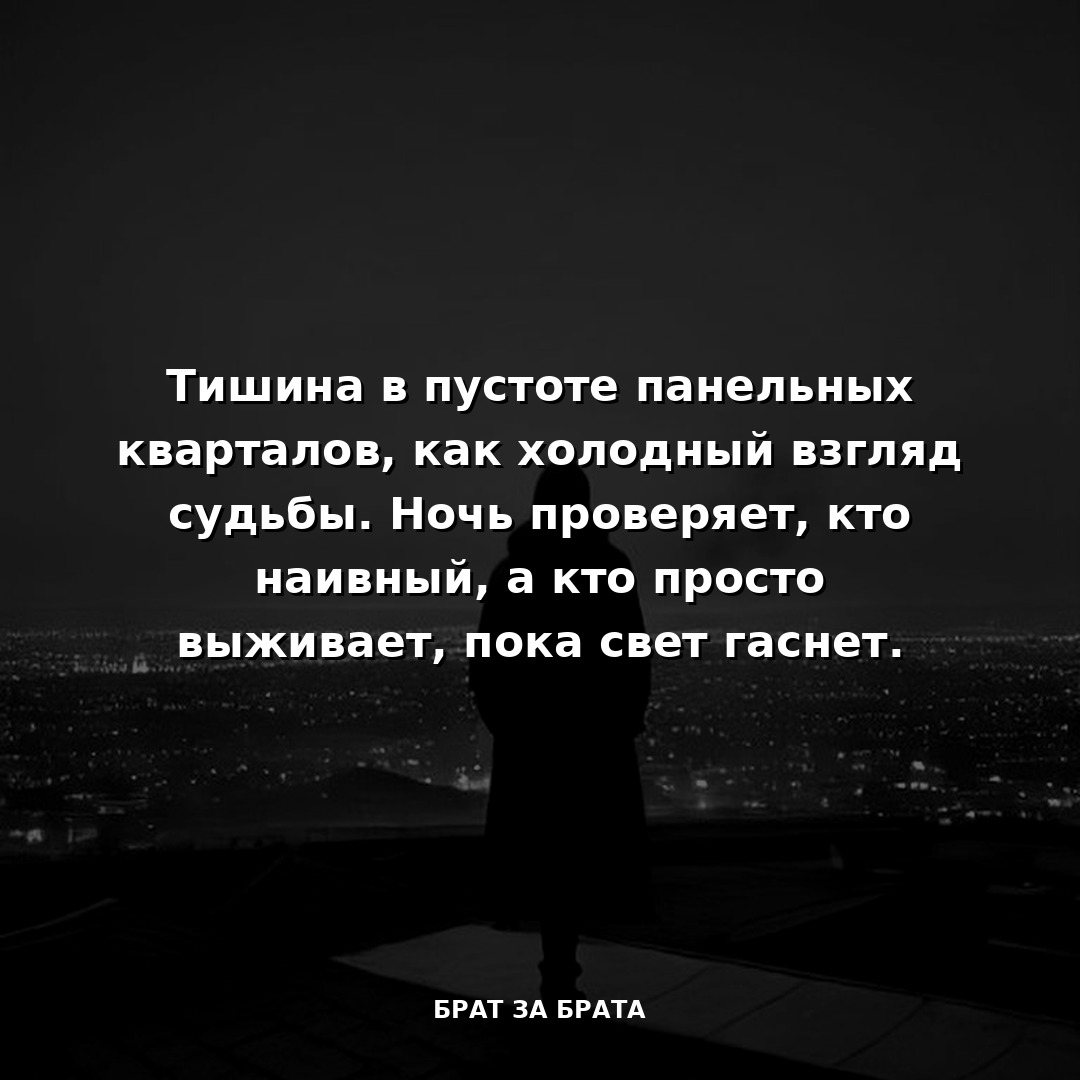 Тишина в пустоте панельных
кварталов, как холодный взгляд
судьбы. Ночь проверяет, кто
наивный, а кто просто
выживает, пока свет гаснет.
БРАТ ЗА БРАТА